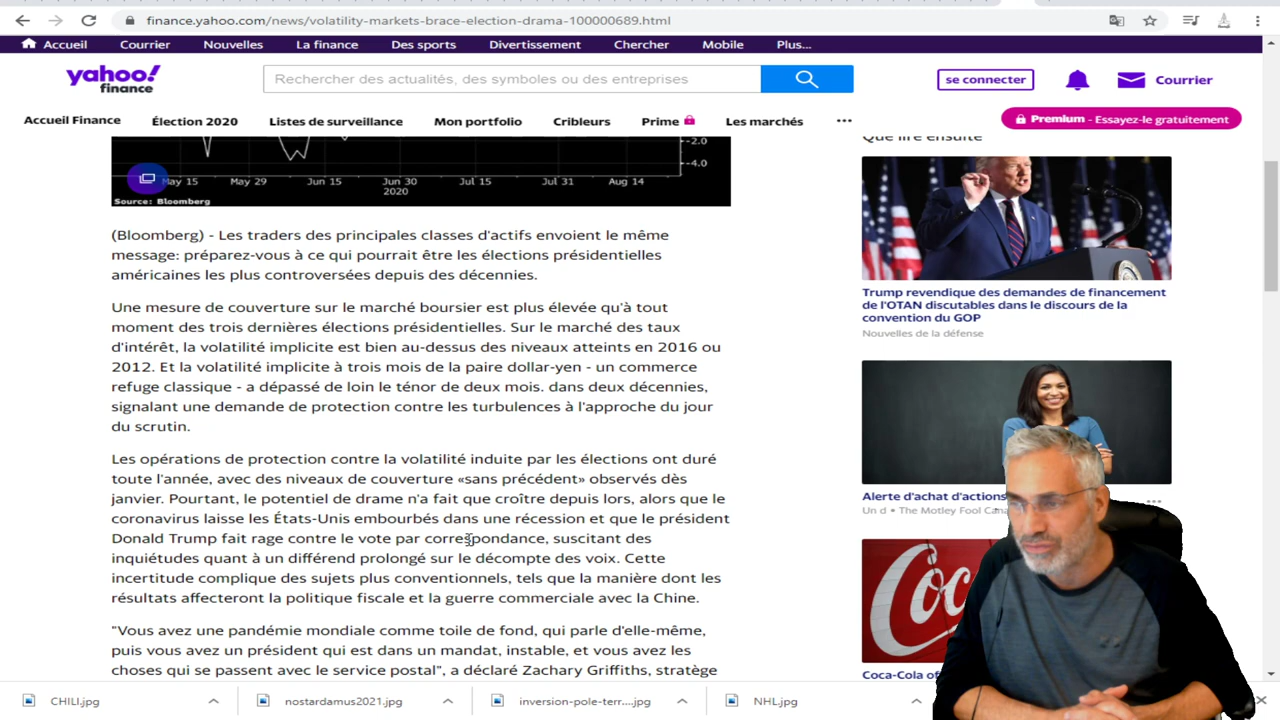 finance.yahoo.com/news/volatility-markets-brace-election-drama-100000689.html
Accueil Courrier Nouvelles La finance Des sports Divertissement Chercher Mobile Plus...
yahoo!
finance
Rechercher des actualités, des symboles ou des entreprises
se connecter
Courrier
Accueil Finance Élection 2020 Listes de surveillance Mon portfolio Cribleurs Prime Les marchés ...
Premium - Essayez-le gratuitement
-2.0
-4.0
May 15 May 29 Jun 15 Jun 30 Jul 15 Jul 31 Aug 14
2020
Source: Bloomberg
(Bloomberg) - Les traders des principales classes d'actifs envoient le même
message: préparez-vous à ce qui pourrait être les élections présidentielles
américaines les plus controversées depuis des décennies.
Une mesure de couverture sur le marché boursier est plus élevée qu'à tout
moment des trois dernières élections présidentielles. Sur le marché des taux
d'intérêt, la volatilité implicite est bien au-dessus des niveaux atteints en 2016 ou
2012. Et la volatilité implicite à trois mois de la paire dollar-yen - un commerce
refuge classique - a dépassé de loin le ténor de deux mois. dans deux décennies,
signalant une demande de protection contre les turbulences à l'approche du jour
du scrutin.
Les opérations de protection contre la volatilité induite par les élections ont duré
toute l'année, avec des niveaux de couverture «sans précédent» observés dès
janvier. Pourtant, le potentiel de drame n'a fait que croître depuis lors, alors que le
coronavirus laisse les États-Unis embourbés dans une récession et que le président
Donald Trump fait rage contre le vote par correspondance, suscitant des
inquiétudes quant à un différend prolongé sur le décompte des voix. Cette
incertitude complique des sujets plus conventionnels, tels que la manière dont les
résultats affecteront la politique fiscale et la guerre commerciale avec la Chine.
"Vous avez une pandémie mondiale comme toile de fond, qui parle d'elle-même,
puis vous avez un président qui est dans un mandat, instable, et vous avez les
choses qui se passent avec le service postal", a déclaré Zachary Griffiths, stratège
Que lire ensuite
Trump revendique des demandes de financement
de l'OTAN discutables dans le discours de la
convention du GOP
Nouvelles de la défense
Alerte d'achat d'actions
Un d • The Motley Fool Cana
Coc
Coca-Cola of
CHILI.jpg
nostardamus2021.jpg
inversion-pole-terr....jpg
NHL.jpg